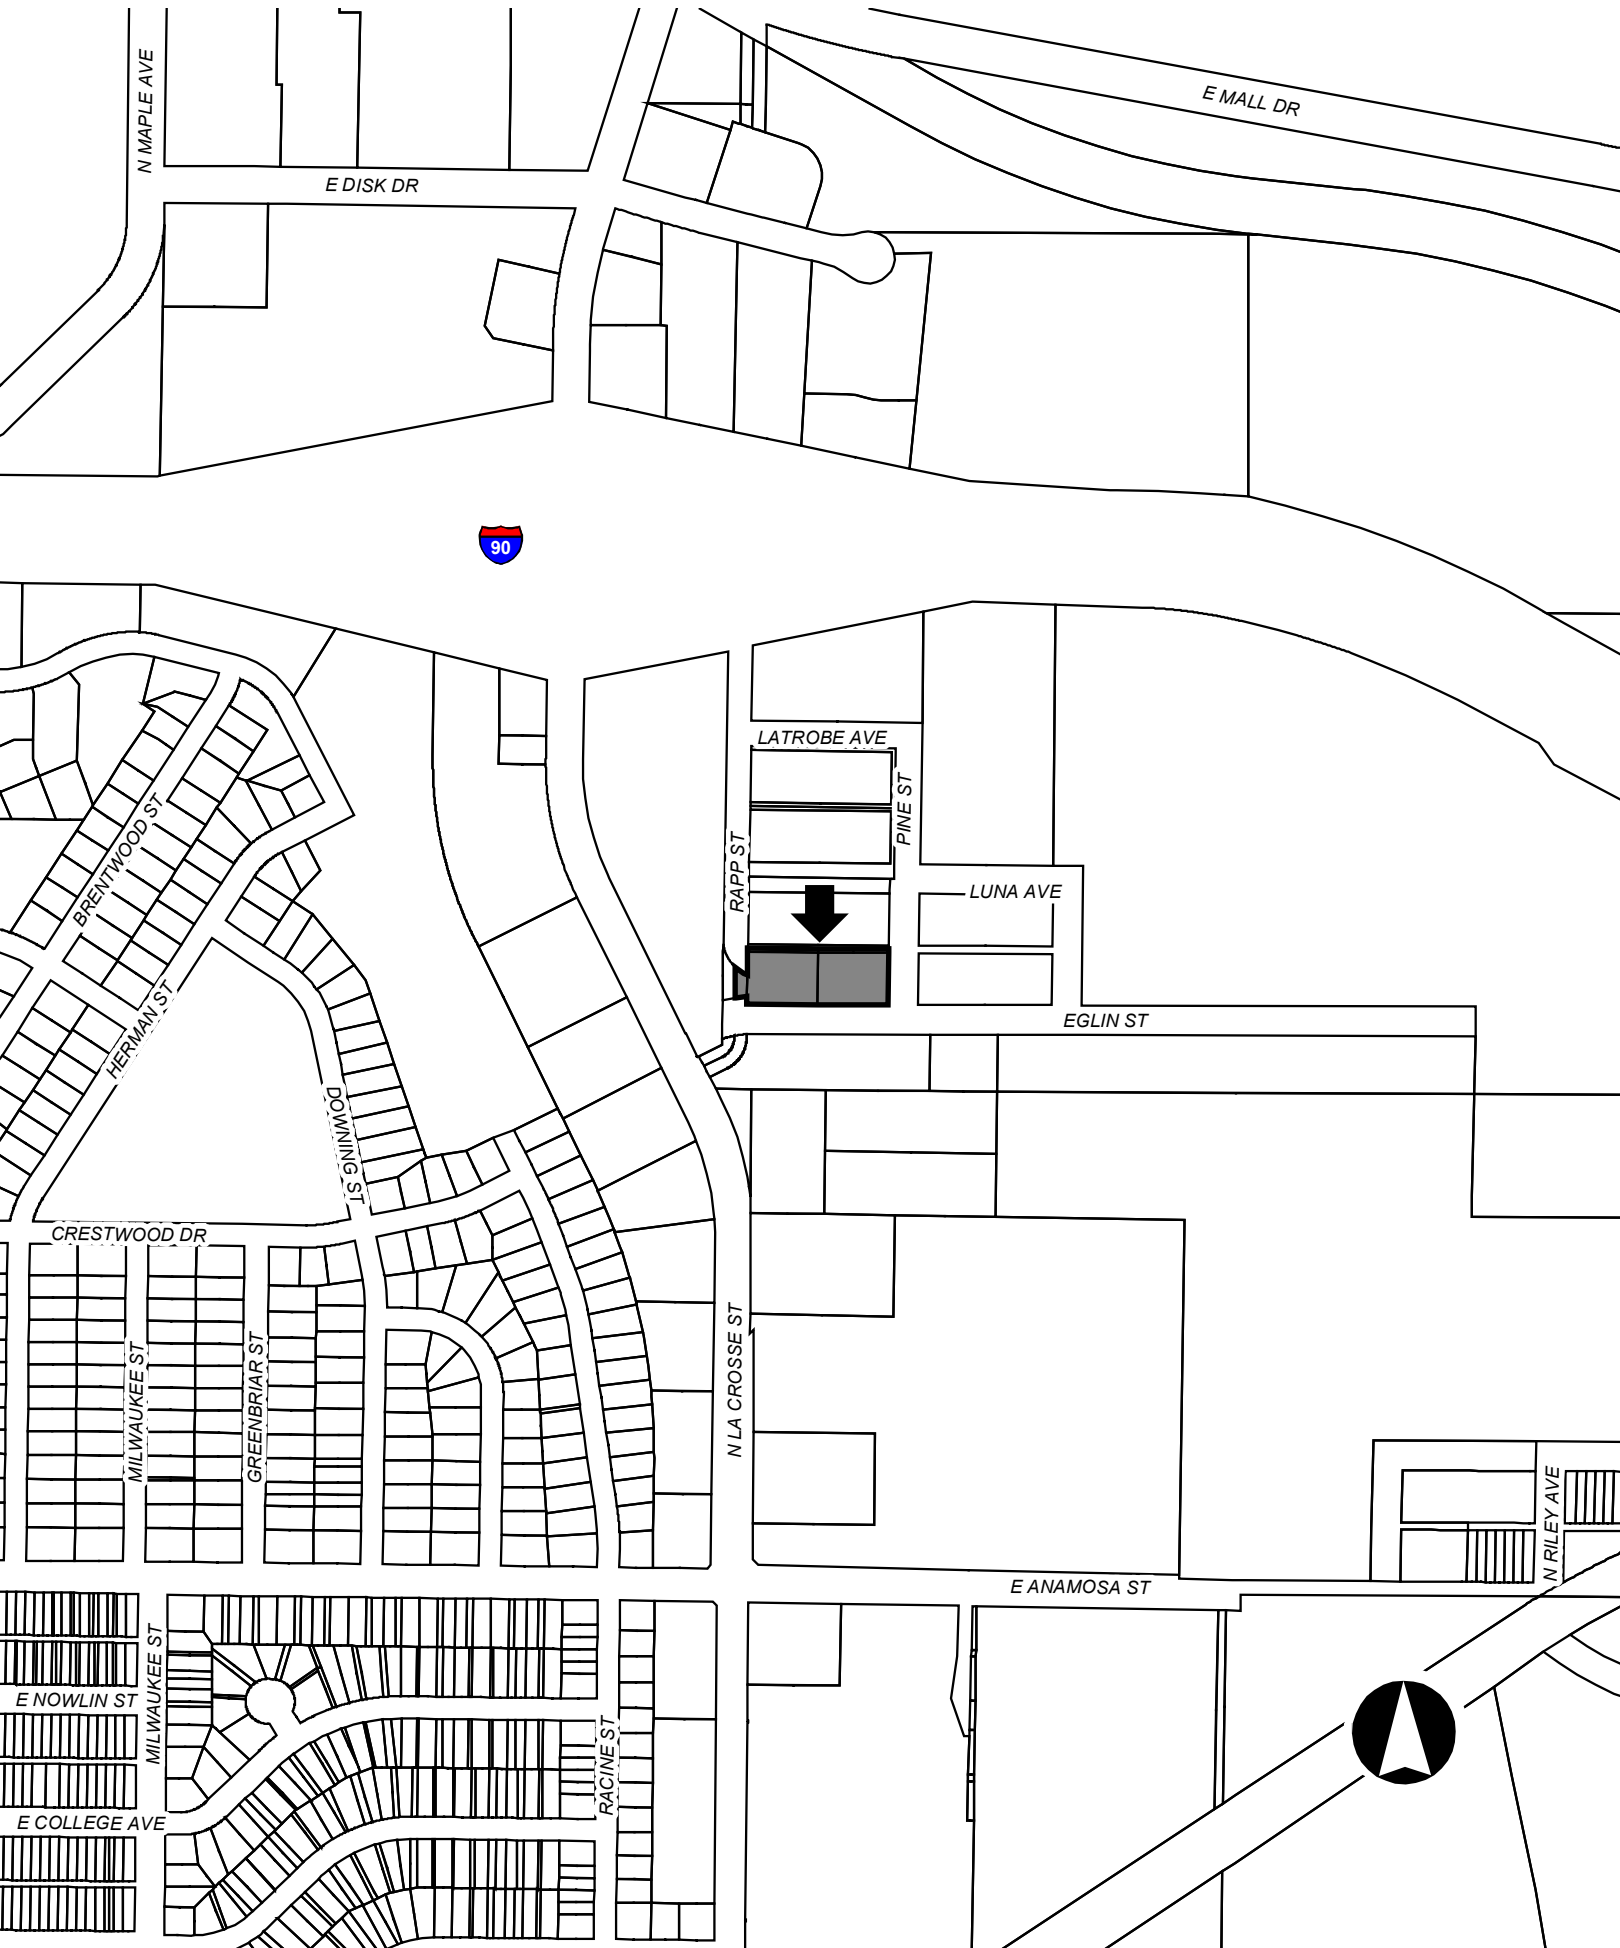 N MAPLE AVE
E MALL DR
E DISK DR
90
LATROBE AVE
PINE ST
RAPP ST
LUNA AVE
BRENTWOOD ST
HERMAN ST
EGLIN ST
DOWNING ST
CRESTWOOD DR
MILWAUKEE ST
GREENBRIAR ST
N LA CROSSE ST
N RILEY AVE
E ANAMOSA ST
MILWAUKEE ST
E NOWLIN ST
RACINE ST
E COLLEGE AVE